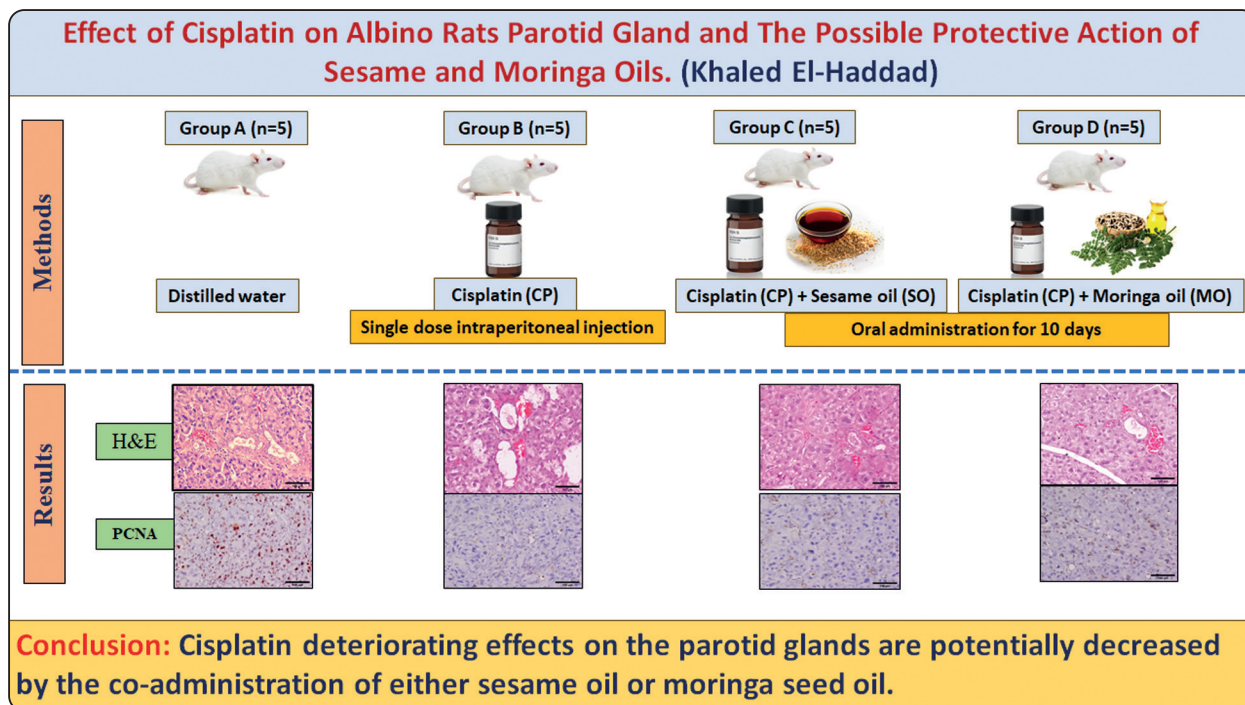 Effect of Cisplatin on Albino Rats Parotid Gland and The Possible Protective Action of
Sesame and Moringa Oils. (Khaled El-Haddad)
Methods
Group A (n=5)
Group B (n=5)
Group C (n=5)
Group D (n=5)
Distilled water
Cisplatin (CP)
Cisplatin (CP) + Sesame oil (SO)
Cisplatin (CP) + Moringa oil (MO)
Single dose intraperitoneal injection
Oral administration for 10 days
Results
H&E
PCNA
Conclusion: Cisplatin deteriorating effects on the parotid glands are potentially decreased
by the co-administration of either sesame oil or moringa seed oil.